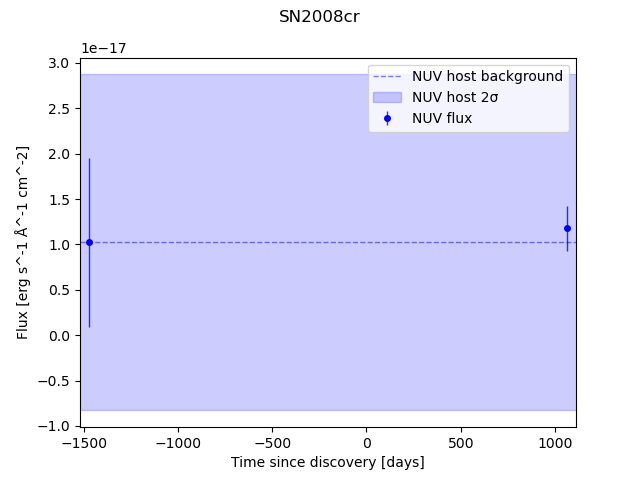 SN2008cr
1e−17
3.0
2.5
2.0
1.5
1.0
0.5
0.0
−0.5
−1.0
Flux [erg s^-1 Å^-1 cm^-2]
NUV host background
NUV host 2σ
NUV flux
−1500 −1000 −500 0 500 1000
Time since discovery [days]